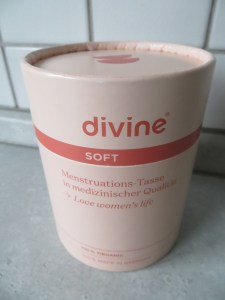 divine®
SOFT
Menstruations-Tasse
in medizinischer Qualität
→ Love women's life